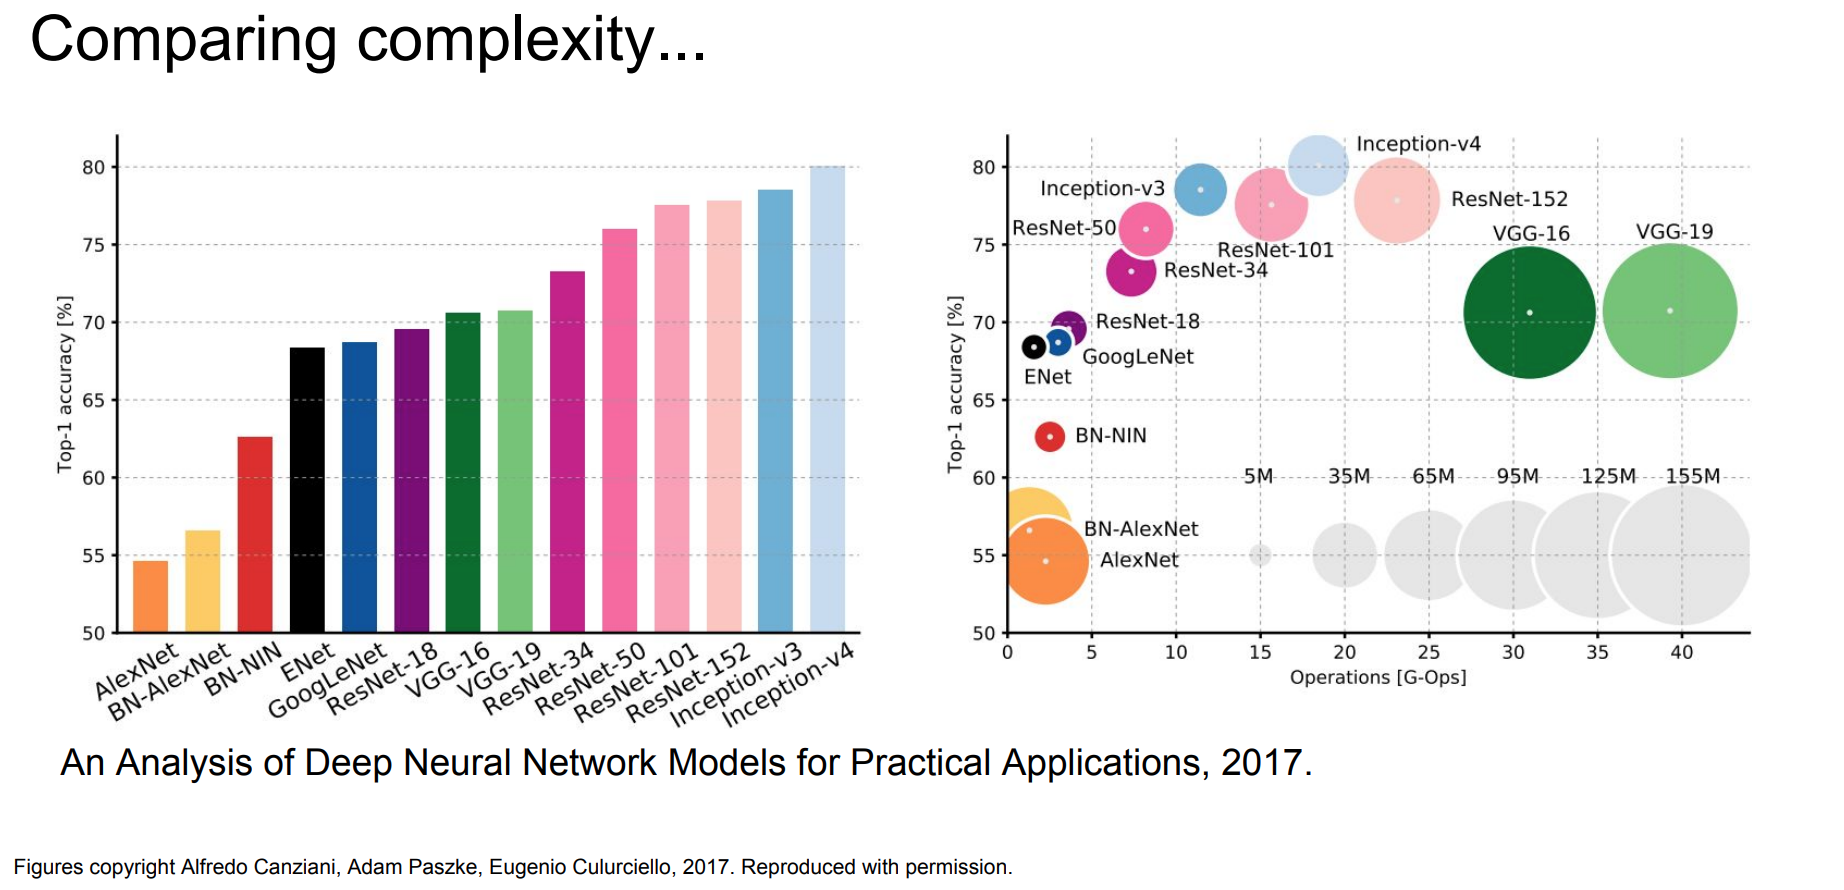 Comparing complexity...
80
75
70
65
60
55
50
Top-1 accuracy [%]
AlexNet
BN-AlexNet
BN-NIN
ENet
GoogLeNet
ResNet-18
VGG-16
VGG-19
ResNet-34
ResNet-50
ResNet-101
ResNet-152
Inception-v3
Inception-v4
80
75
70
65
60
55
50
Top-1 accuracy [%]
Inception-v4
Inception-v3
ResNet-152
ResNet-50
VGG-16
VGG-19
ResNet-101
ResNet-34
ResNet-18
GoogLeNet
ENet
BN-NIN
5M 35M 65M 95M 125M 155M
BN-AlexNet
AlexNet
0 5 10 15 20 25 30 35 40
Operations [G-Ops]
An Analysis of Deep Neural Network Models for Practical Applications, 2017.
Figures copyright Alfredo Canziani, Adam Paszke, Eugenio Culurciello, 2017. Reproduced with permission.